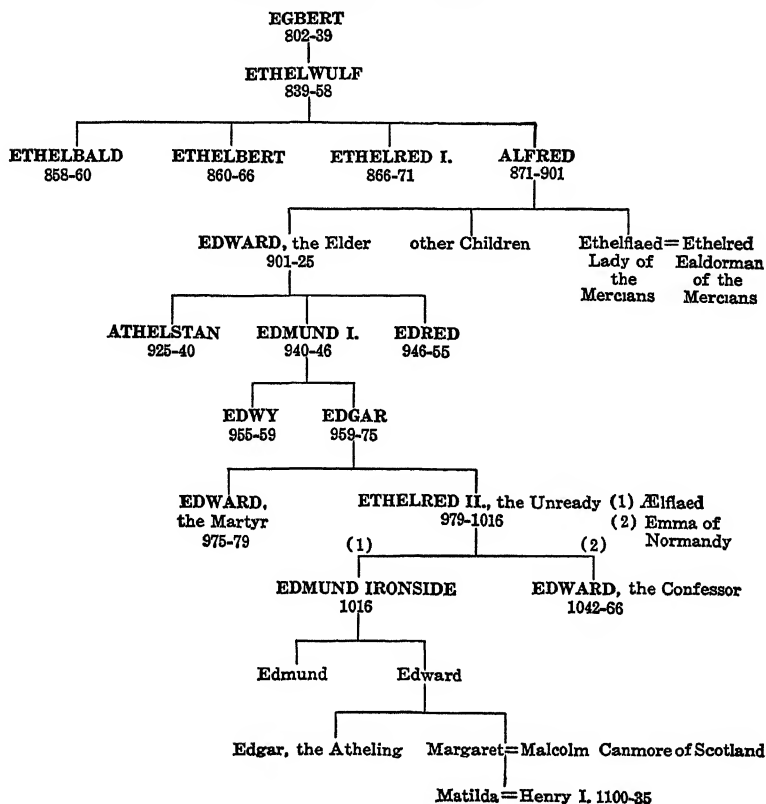 EGBERT
802-39
ETHELWULF
839-58
ETHELBALD ETHELBERT ETHELRED I. ALFRED
858-60 860-66 866-71 871-901
EDWARD, the Elder other Children Ethelflaed = Ethelred
901-25 Lady of Ealdorman
the of the
Mercians Mercians
ATHELSTAN EDMUND I. EDRED
925-40 940-46 946-55
EDWY EDGAR
955-59 959-75
EDWARD, ETHELRED II., the Unready (1) Ælflaed
the Martyr 979-1016 (2) Emma of
975-79 Normandy
(1) (2)
EDMUND IRONSIDE EDWARD, the Confessor
1016 1042-66
Edmund Edward
Edgar, the Atheling Margaret = Malcolm Canmore of Scotland
Matilda = Henry I. 1100-35